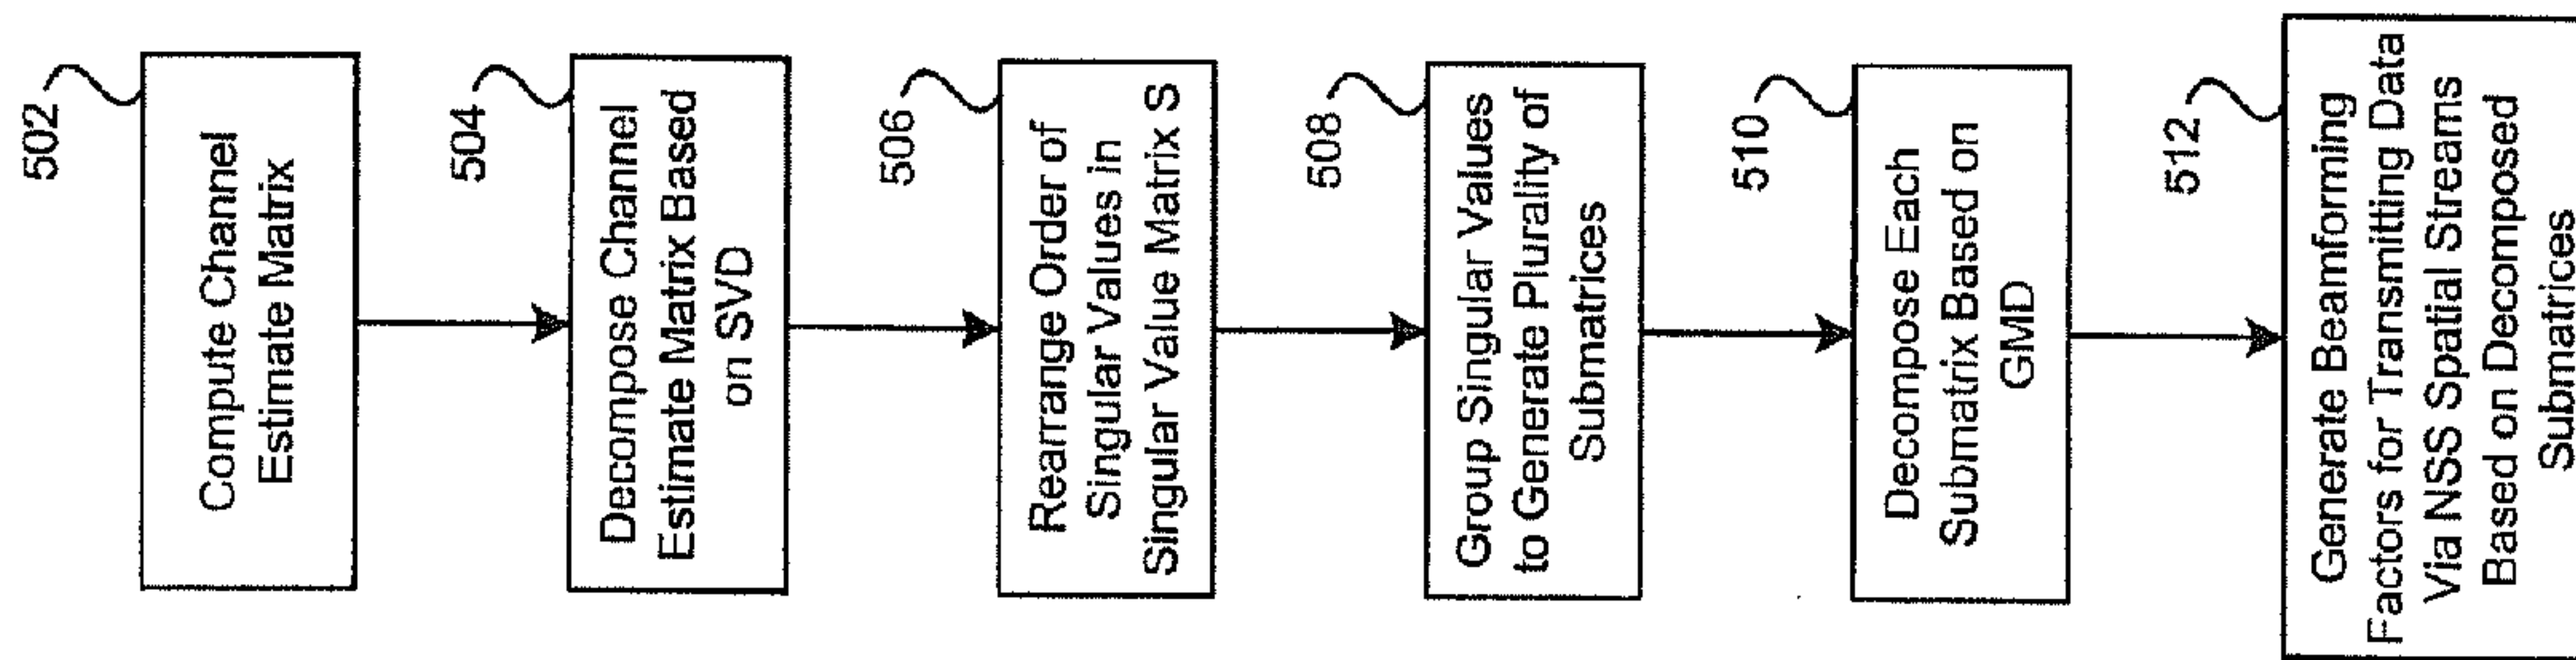 502
Compute Channel
Estimate Matrix
504
Decompose Channel
Estimate Matrix Based
on SVD
506
Rearrange Order of
Singular Values in
Singular Value Matrix S
508
Group Singular Values
to Generate Plurality of
Submatrices
510
Decompose Each
Submatrix Based on
GMD
512
Generate Beamforming
Factors for Transmitting Data
Via NSS Spatial Streams
Based on Decomposed
Submatrices